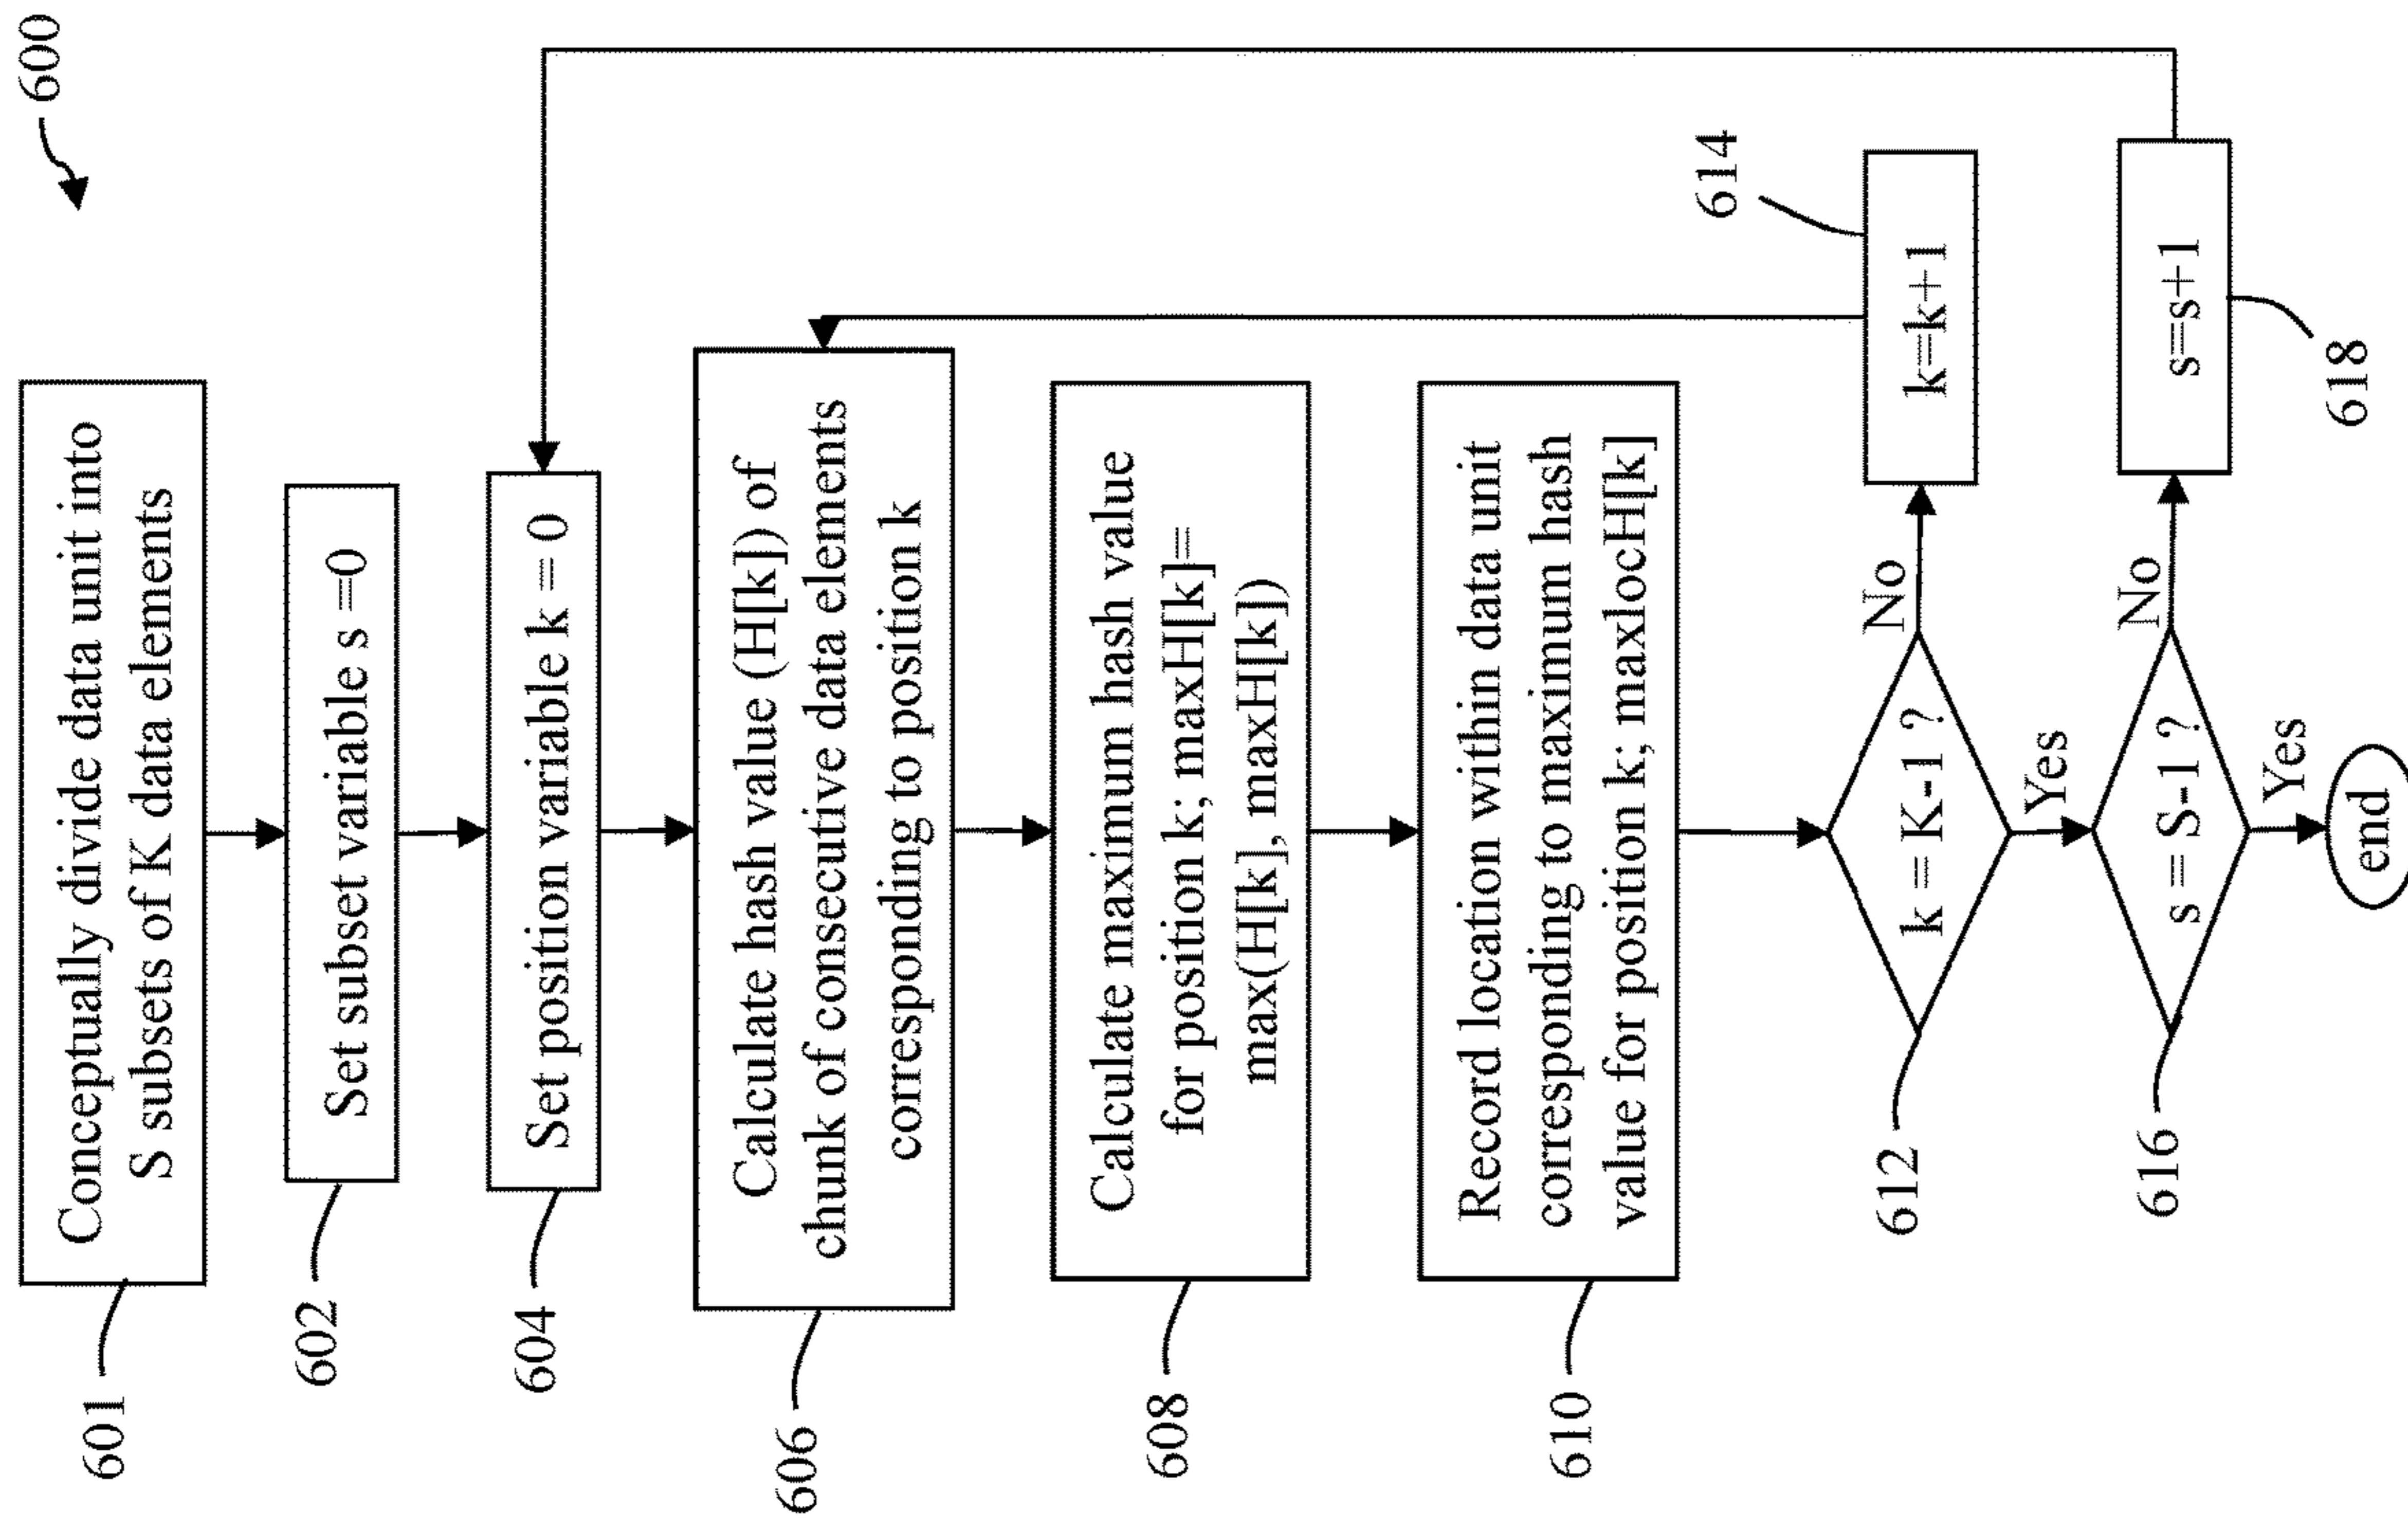 600
Conceptually divide data unit into
S subsets of K data elements
601
Set subset variable s =0
602
Set position variable k = 0
604
Calculate hash value (H[k]) of
chunk of consecutive data elements
corresponding to position k
606
Calculate maximum hash value
for position k; maxH[k]=
max(H[k], maxH[k])
608
Record location within data unit
corresponding to maximum hash
value for position k; maxlocH[k]
610
k = K-1 ?
612
No
k=k+1
614
Yes
s = S-1 ?
616
No
s=s+1
618
Yes
end